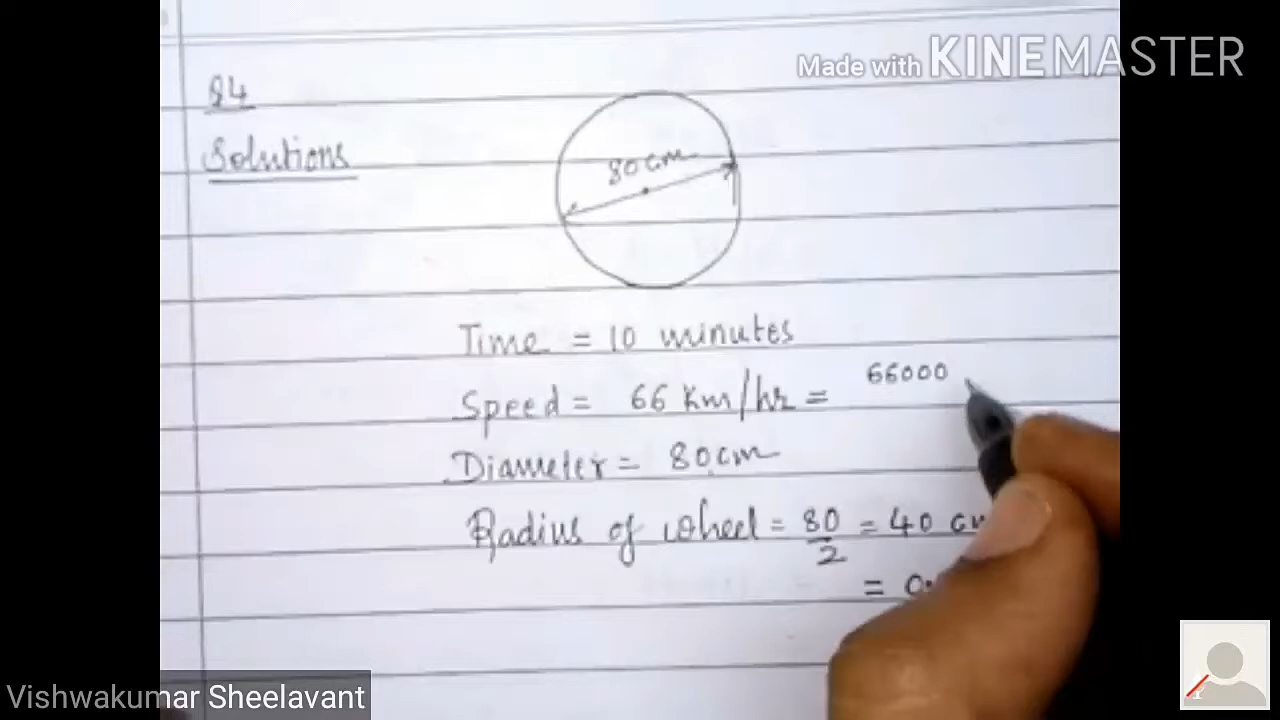 Made with KINEMASTER
84
Solutions
80cm
Time = 10 minutes
Speed = 66 Km/hr = 66000
Diameter = 80cm
Radius of wheel = 80/2 = 40
=
Vishwakumar Sheelavant